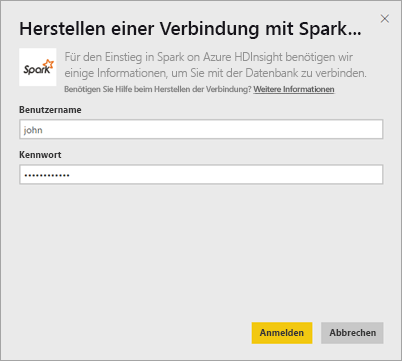 Herstellen einer Verbindung mit Spark...
Spark
Für den Einstieg in Spark on Azure HDInsight benötigen wir
einige Informationen, um Sie mit der Datenbank zu verbinden.
Benötigen Sie Hilfe beim Herstellen der Verbindung? Weitere Informationen
Benutzername
john
Kennwort
••••••••••••
Anmelden
Abbrechen